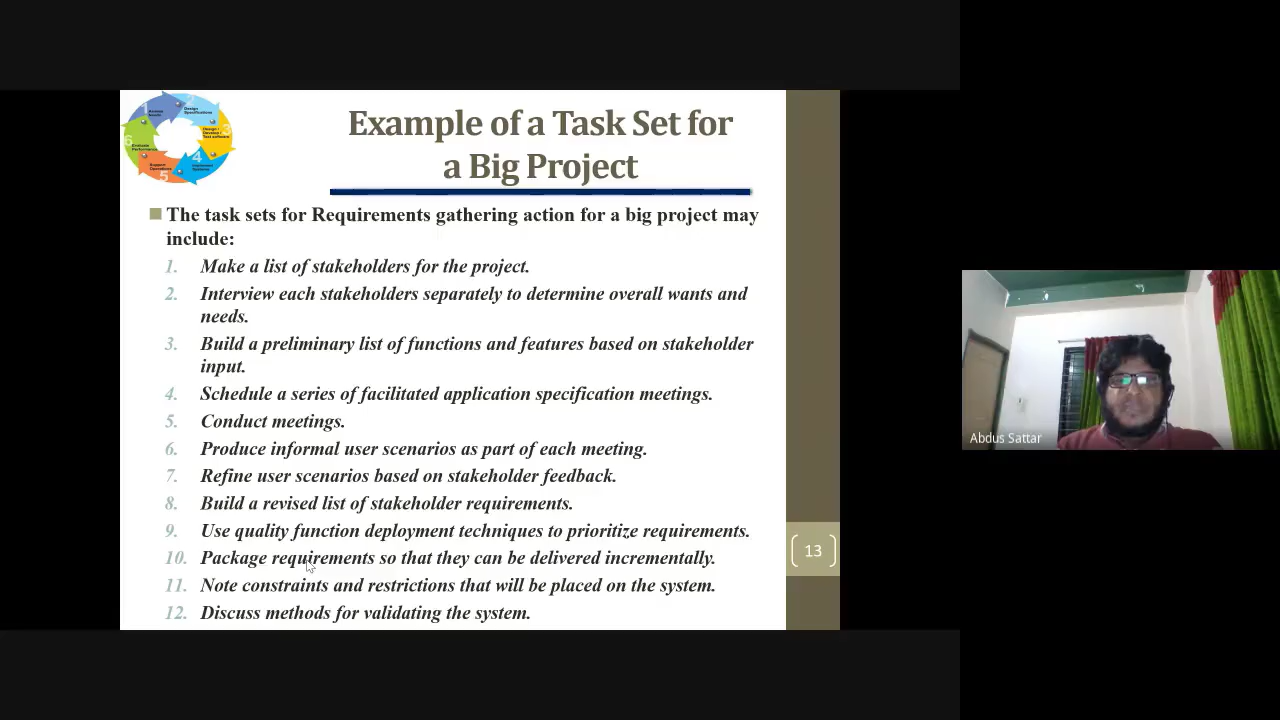 Example of a Task Set for
a Big Project
The task sets for Requirements gathering action for a big project may
include:
1. Make a list of stakeholders for the project.
2. Interview each stakeholders separately to determine overall wants and
needs.
3. Build a preliminary list of functions and features based on stakeholder
input.
4. Schedule a series of facilitated application specification meetings.
5. Conduct meetings.
6. Produce informal user scenarios as part of each meeting.
7. Refine user scenarios based on stakeholder feedback.
8. Build a revised list of stakeholder requirements.
9. Use quality function deployment techniques to prioritize requirements.
10. Package requirements so that they can be delivered incrementally.
11. Note constraints and restrictions that will be placed on the system.
12. Discuss methods for validating the system.
13
Abdus Sattar